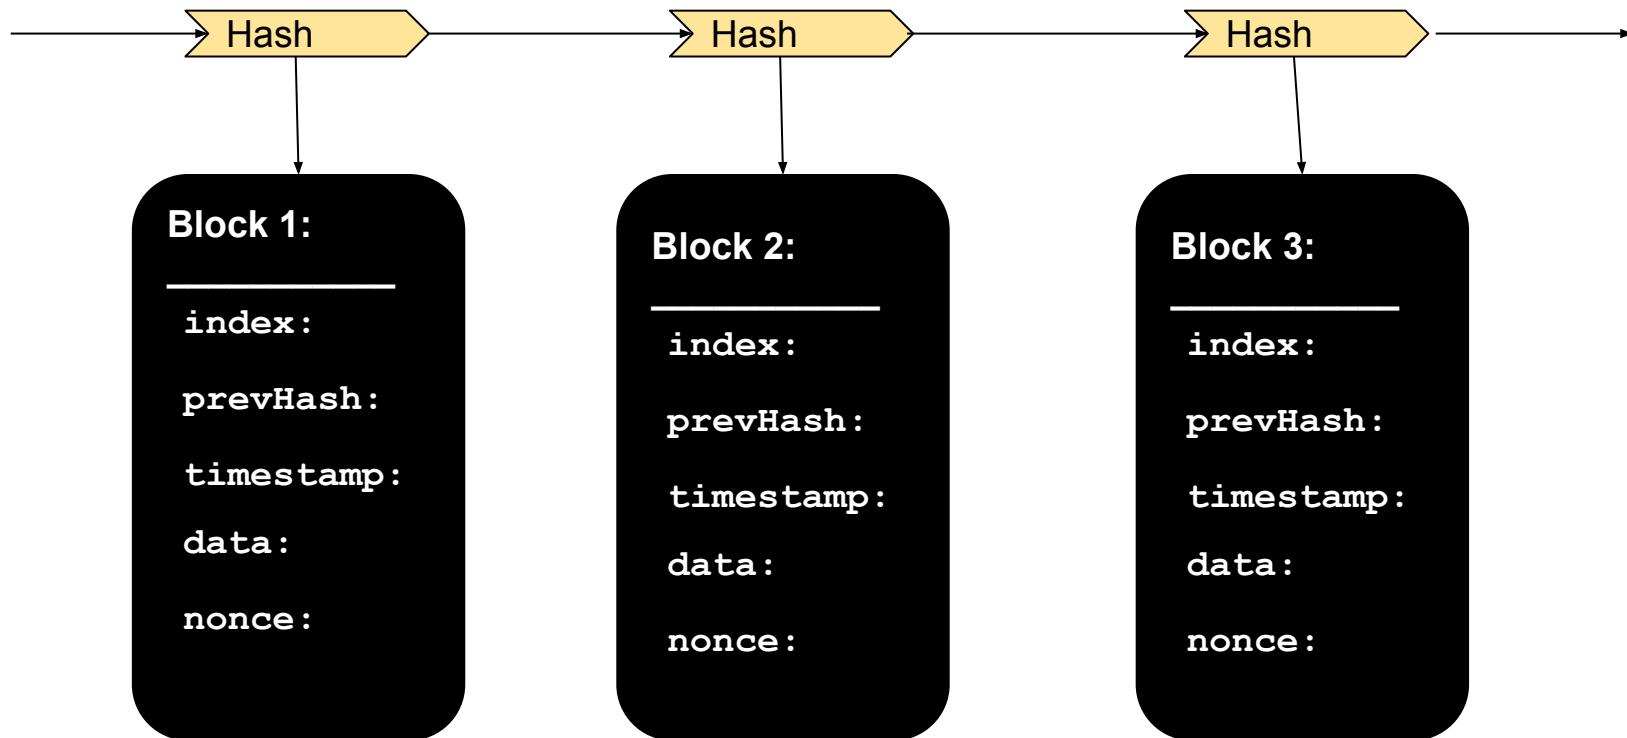 Hash
Hash
Hash
Block 1:
index:
prevHash:
timestamp:
data:
nonce:
Block 2:
index:
prevHash:
timestamp:
data:
nonce:
Block 3:
index:
prevHash:
timestamp:
data:
nonce: